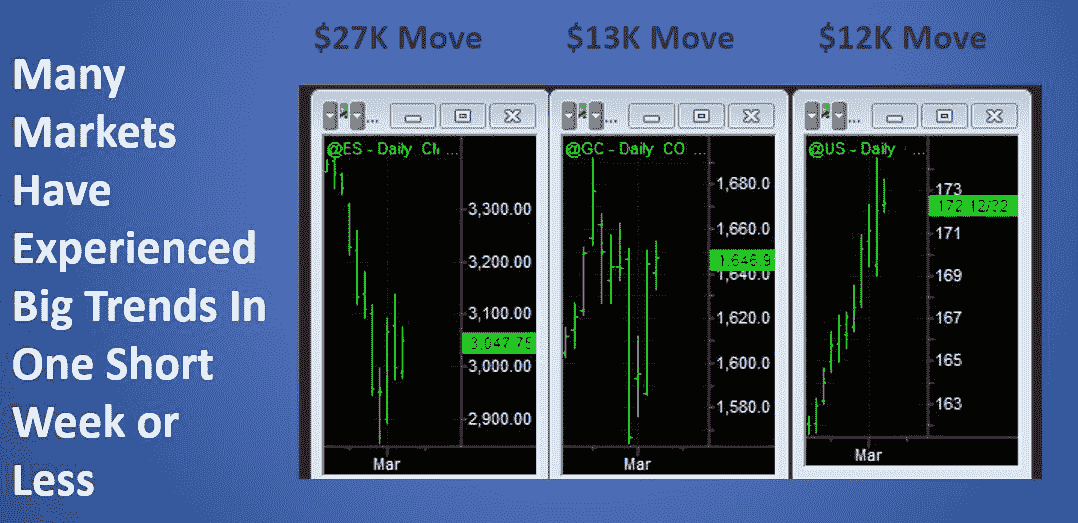 $27K Move $13K Move $12K Move
Many
Markets
Have
Experienced
Big Trends In
One Short
Week or
Less
@ES - Daily CM ...
3,300.00
3,200.00
3,100.00
3,047.75
3,000.00
2,900.00
Mar
@GC - Daily CO ...
1,680.0
1,660.0
1,646.9
1,640.0
1,620.0
1,600.0
1,580.0
Mar
@US - Daily ...
173
172 12/32
171
169
167
165
163
Mar